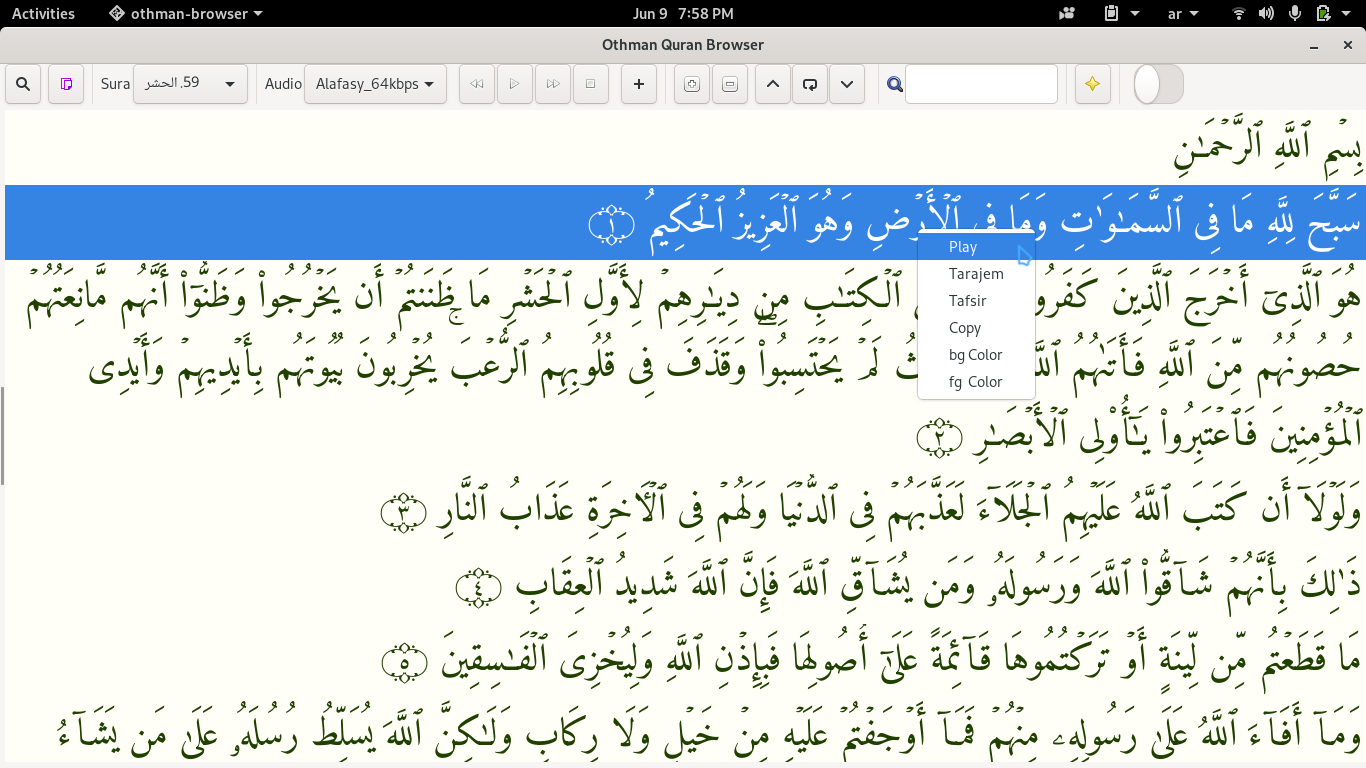 Activities othman-browser Jun 9 7:58 PM ar
Othman Quran Browser
Sura 59. الحشر Audio Alafasy_64kbps
بِسْمِ ٱللَّهِ ٱلرَّحْمَـٰنِ
سَبَّحَ لِلَّهِ مَا فِى ٱلسَّمَـٰوَٰتِ وَمَا فِى ٱلْأَرْضِ وَهُوَ ٱلْعَزِيزُ ٱلْحَكِيمُ ١
Play
Tarajem
Tafsir
Copy
bg Color
fg Color
هُوَ ٱلَّذِىٓ أَخْرَجَ ٱلَّذِينَ ٱلْكِتَـٰبِ مِن دِيَـٰرِهِمْ لِأَوَّلِ ٱلْحَشْرِ ۚ مَا ظَنَنتُمْ أَن يَخْرُجُوا۟ ۖ وَظَنُّوٓا۟ أَنَّهُم مَّانِعَتُهُمْ
حُصُونُهُم مِّنَ ٱللَّهِ فَأَتَىٰهُمُ لَمْ يَحْتَسِبُوا۟ ۖ وَقَذَفَ فِى قُلُوبِهِمُ ٱلرُّعْبَ ۚ يُخْرِبُونَ بُيُوتَهُم بِأَيْدِيهِمْ وَأَيْدِى
ٱلْمُؤْمِنِينَ فَٱعْتَبِرُوا۟ يَـٰٓأُو۟لِى ٱلْأَبْصَـٰرِ ٢
وَلَوْلَآ أَن كَتَبَ ٱللَّهُ عَلَيْهِمُ ٱلْجَلَآءَ لَعَذَّبَهُمْ فِى ٱلدُّنْيَا ۖ وَلَهُمْ فِى ٱلْـَٔاخِرَةِ عَذَابُ ٱلنَّارِ ٣
ذَٰلِكَ بِأَنَّهُمْ شَآقُّوا۟ ٱللَّهَ وَرَسُولَهُۥ ۖ وَمَن يُشَآقِّ ٱللَّهَ فَإِنَّ ٱللَّهَ شَدِيدُ ٱلْعِقَابِ ٤
مَا قَطَعْتُم مِّن لِّينَةٍ أَوْ تَرَكْتُمُوهَا قَآئِمَةً عَلَىٰٓ أُصُولِهَا فَبِإِذْنِ ٱللَّهِ وَلِيُخْزِىَ ٱلْفَـٰسِقِينَ ٥
وَمَآ أَفَآءَ ٱللَّهُ عَلَىٰ رَسُولِهِۦ مِنْهُمْ فَمَآ أَوْجَفْتُمْ عَلَيْهِ مِنْ خَيْلٍ وَلَا رِكَابٍ وَلَـٰكِنَّ ٱللَّهَ يُسَلِّطُ رُسُلَهُۥ عَلَىٰ مَن يَشَآءُ